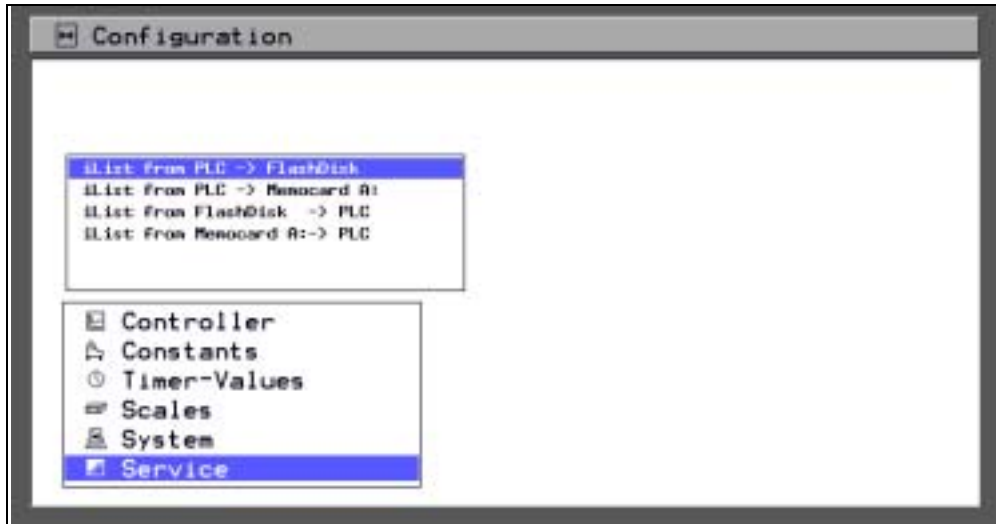 Configuration
iList from PLC -> FlashDisk
iList from PLC -> Memocard A:
iList from FlashDisk -> PLC
iList from Memocard A:-> PLC
Controller
Constants
Timer-Values
Scales
System
Service